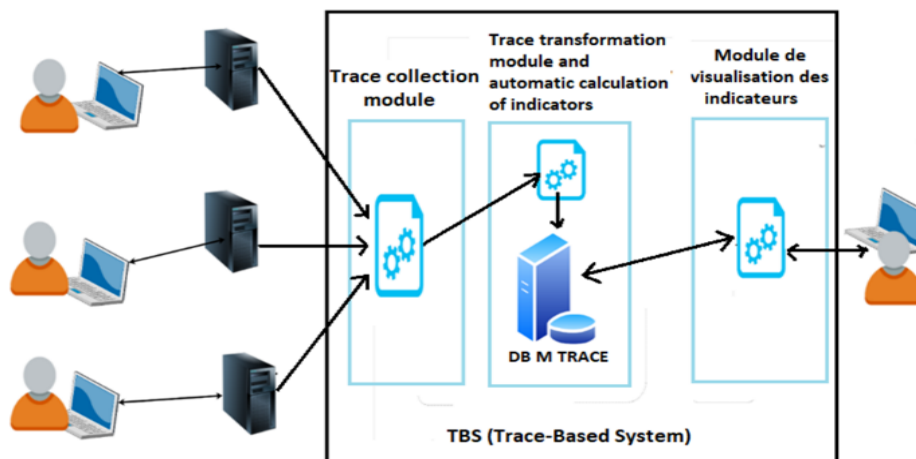 Trace collection
module
Trace transformation
module and
automatic calculation
of indicators
Module de
visualisation des
indicateurs
DB M TRACE
TBS (Trace-Based System)